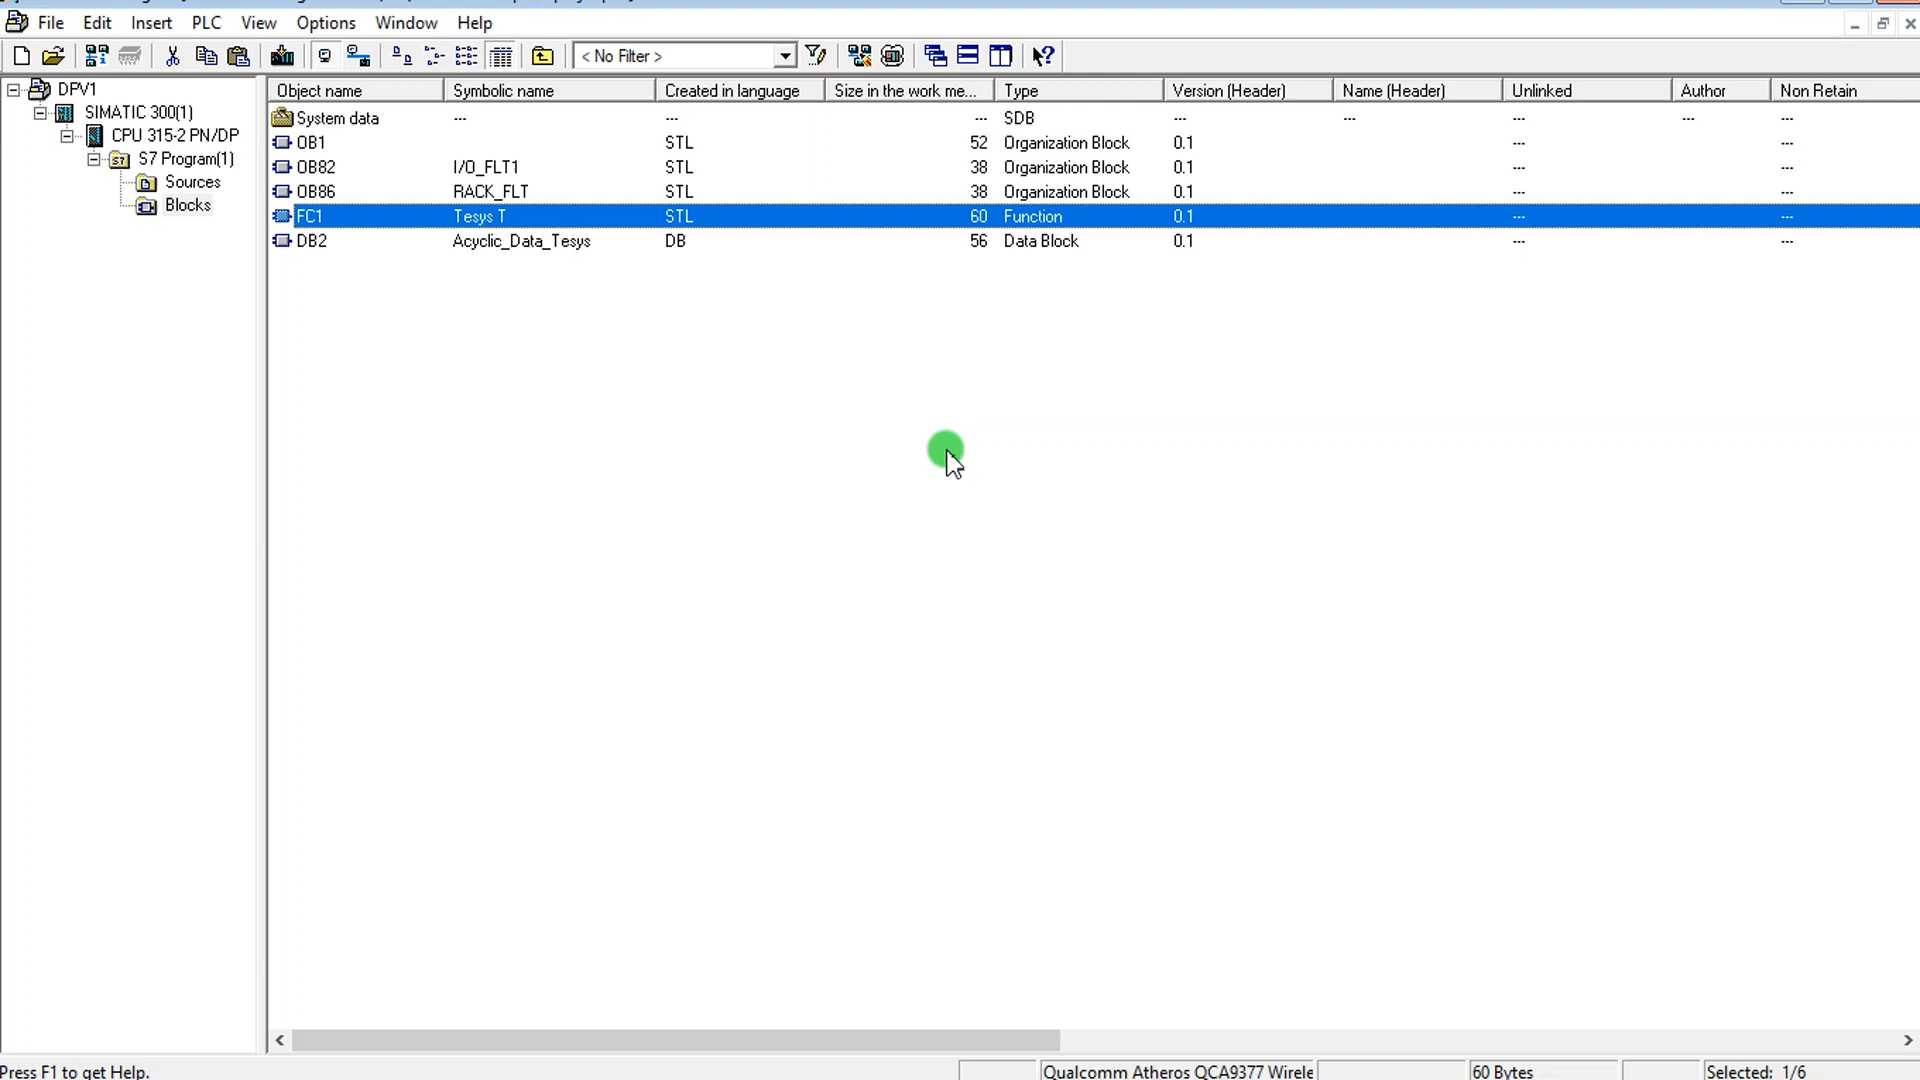 File Edit Insert PLC View Options Window Help
< No Filter >
DPV1
SIMATIC 300(1)
CPU 315-2 PN/DP
S7 Program(1)
Sources
Blocks
Object name Symbolic name Created in language Size in the work me... Type Version (Header) Name (Header) Unlinked Author Non Retain
System data --- --- --- SDB --- --- --- --- ---
OB1 STL 52 Organization Block 0.1 --- ---
OB82 I/O_FLT1 STL 38 Organization Block 0.1 --- ---
OB86 RACK_FLT STL 38 Organization Block 0.1 --- ---
FC1 Tesys T STL 60 Function 0.1 --- ---
DB2 Acyclic_Data_Tesys DB 56 Data Block 0.1 --- ---
Press F1 to get Help. Qualcomm Atheros QCA9377 Wirele 60 Bytes Selected: 1/6